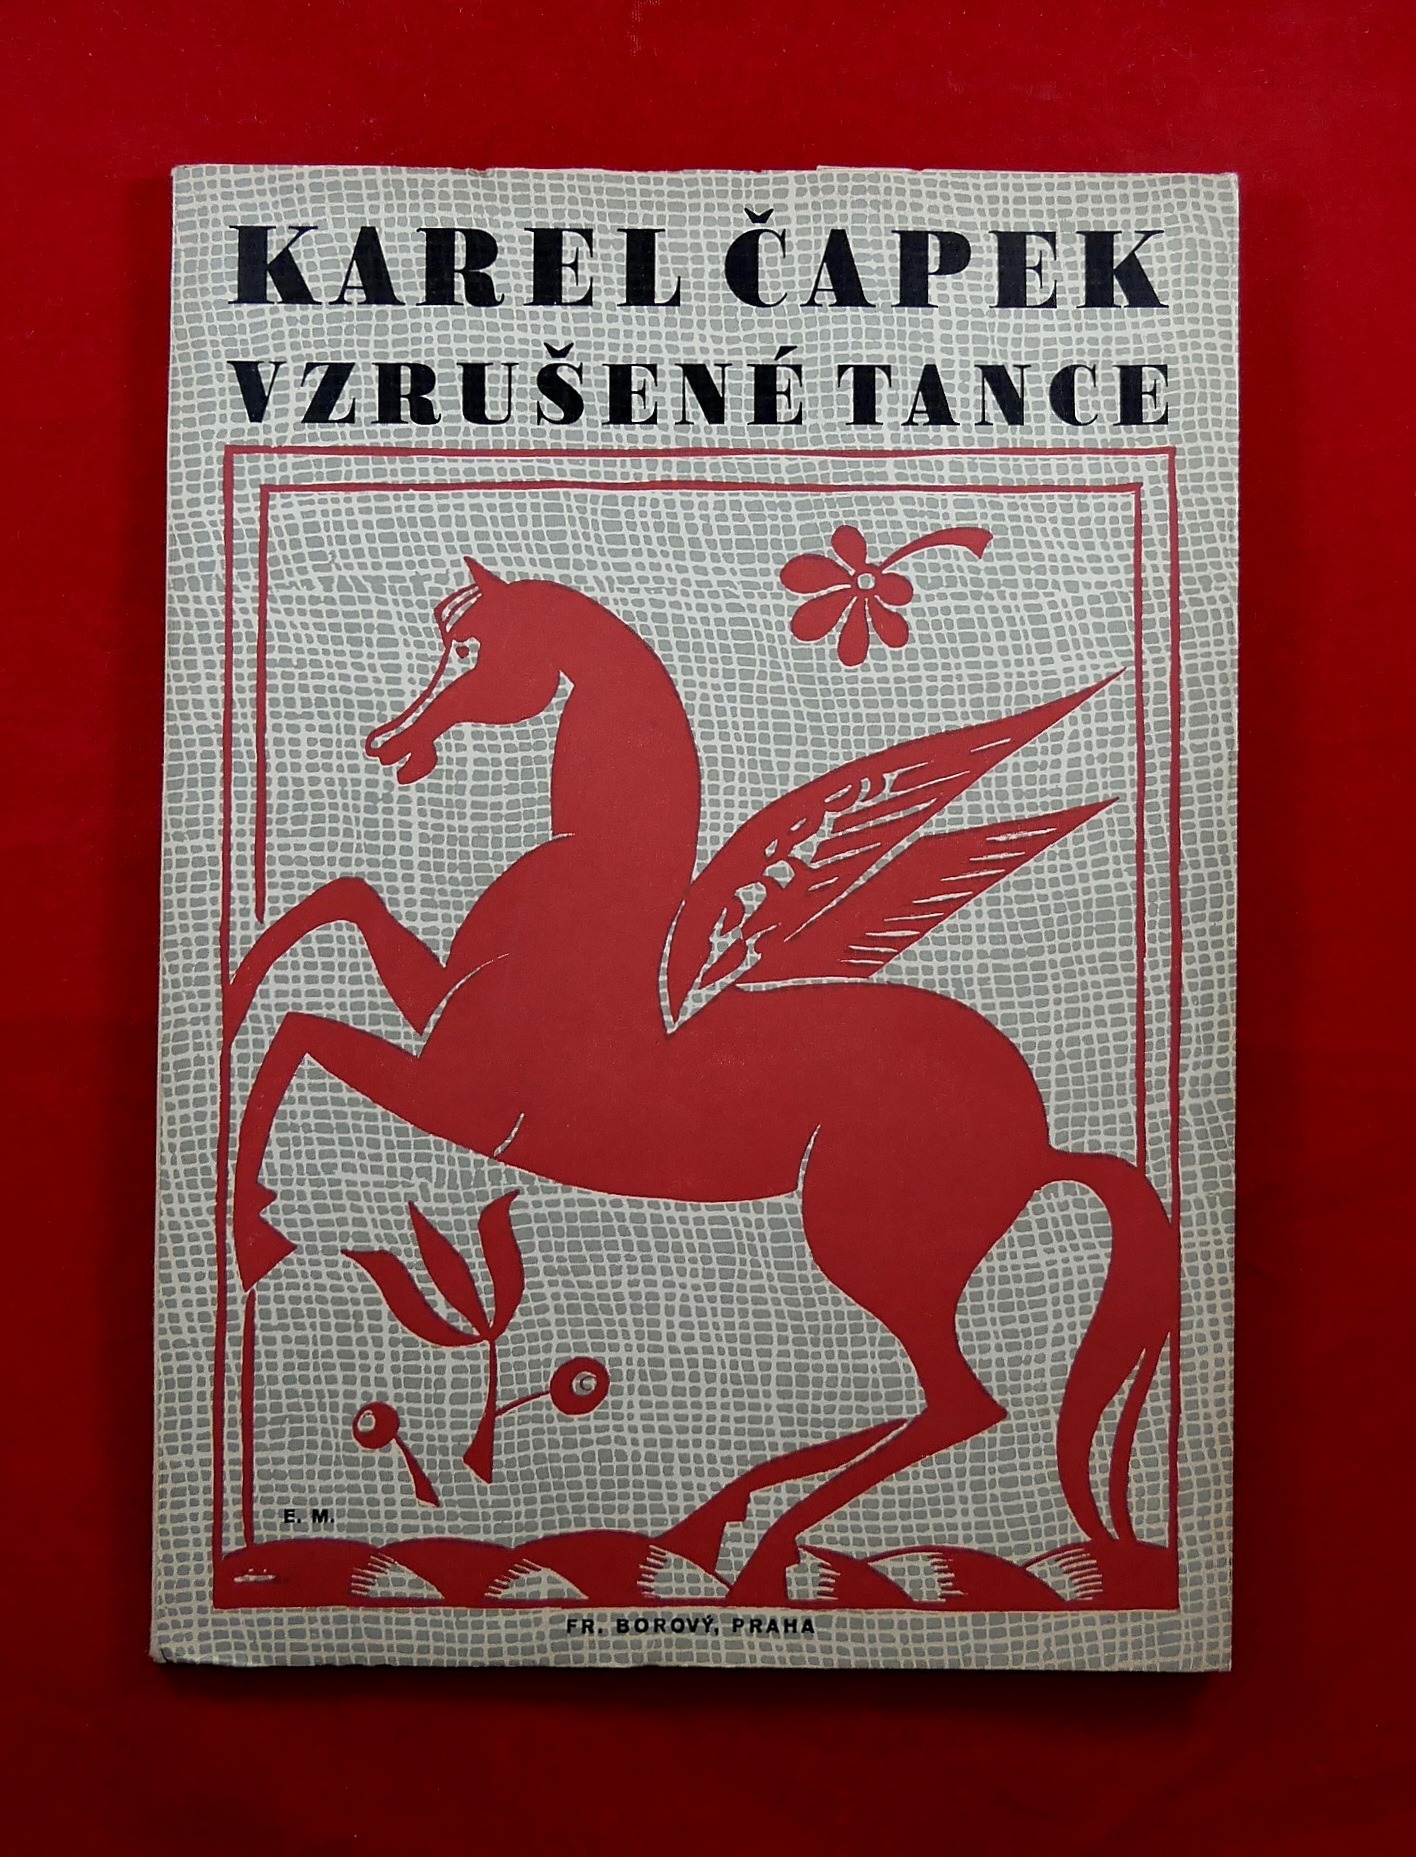 KAREL ČAPEK
VZRUŠENÉ TANCE
E. M.
FR. BOROVÝ, PRAHA